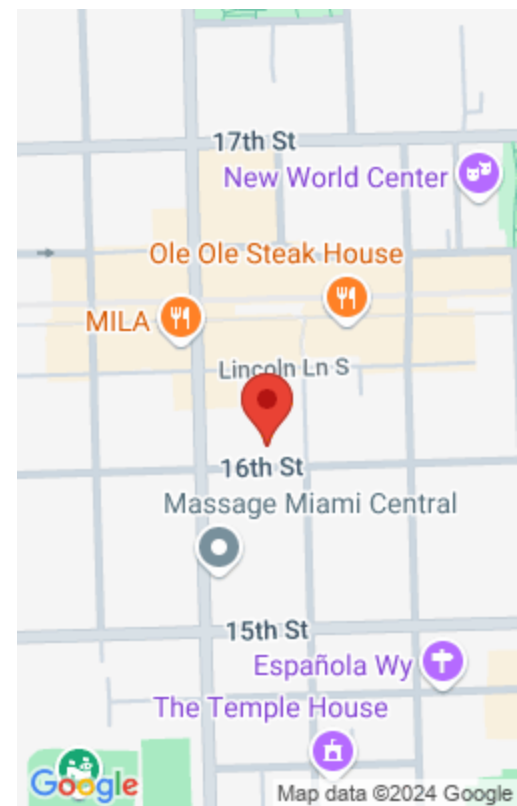 17th St
New World Center
Ole Ole Steak House
MILA
Lincoln Ln S
16th St
Massage Miami Central
15th St
Española Wy
The Temple House
Google
Map data ©2024 Google